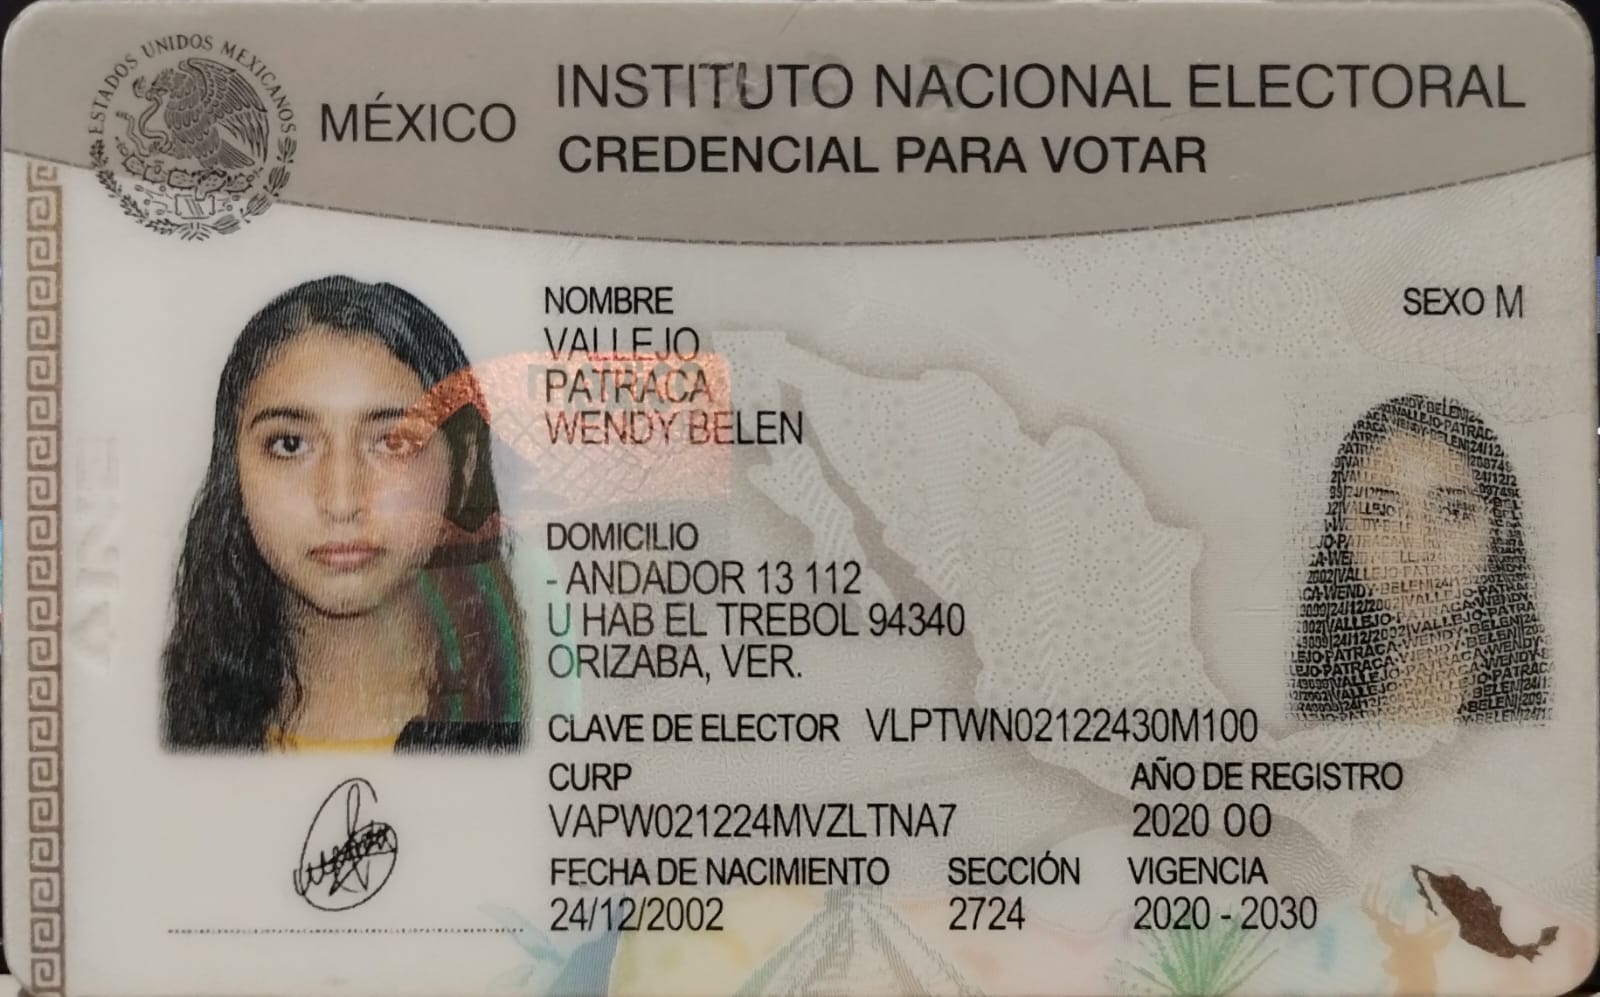 ESTADOS UNIDOS MEXICANOS
MÉXICO
INSTITUTO NACIONAL ELECTORAL
CREDENCIAL PARA VOTAR
NOMBRE
VALLEJO
PATRACA
WENDY BELEN
SEXO M
DOMICILIO
- ANDADOR 13 112
U HAB EL TREBOL 94340
ORIZABA, VER.
CLAVE DE ELECTOR VLPTWN02122430M100
CURP
VAPW021224MVZLTNA7
AÑO DE REGISTRO
2020 00
FECHA DE NACIMIENTO
24/12/2002
SECCIÓN
2724
VIGENCIA
2020 - 2030